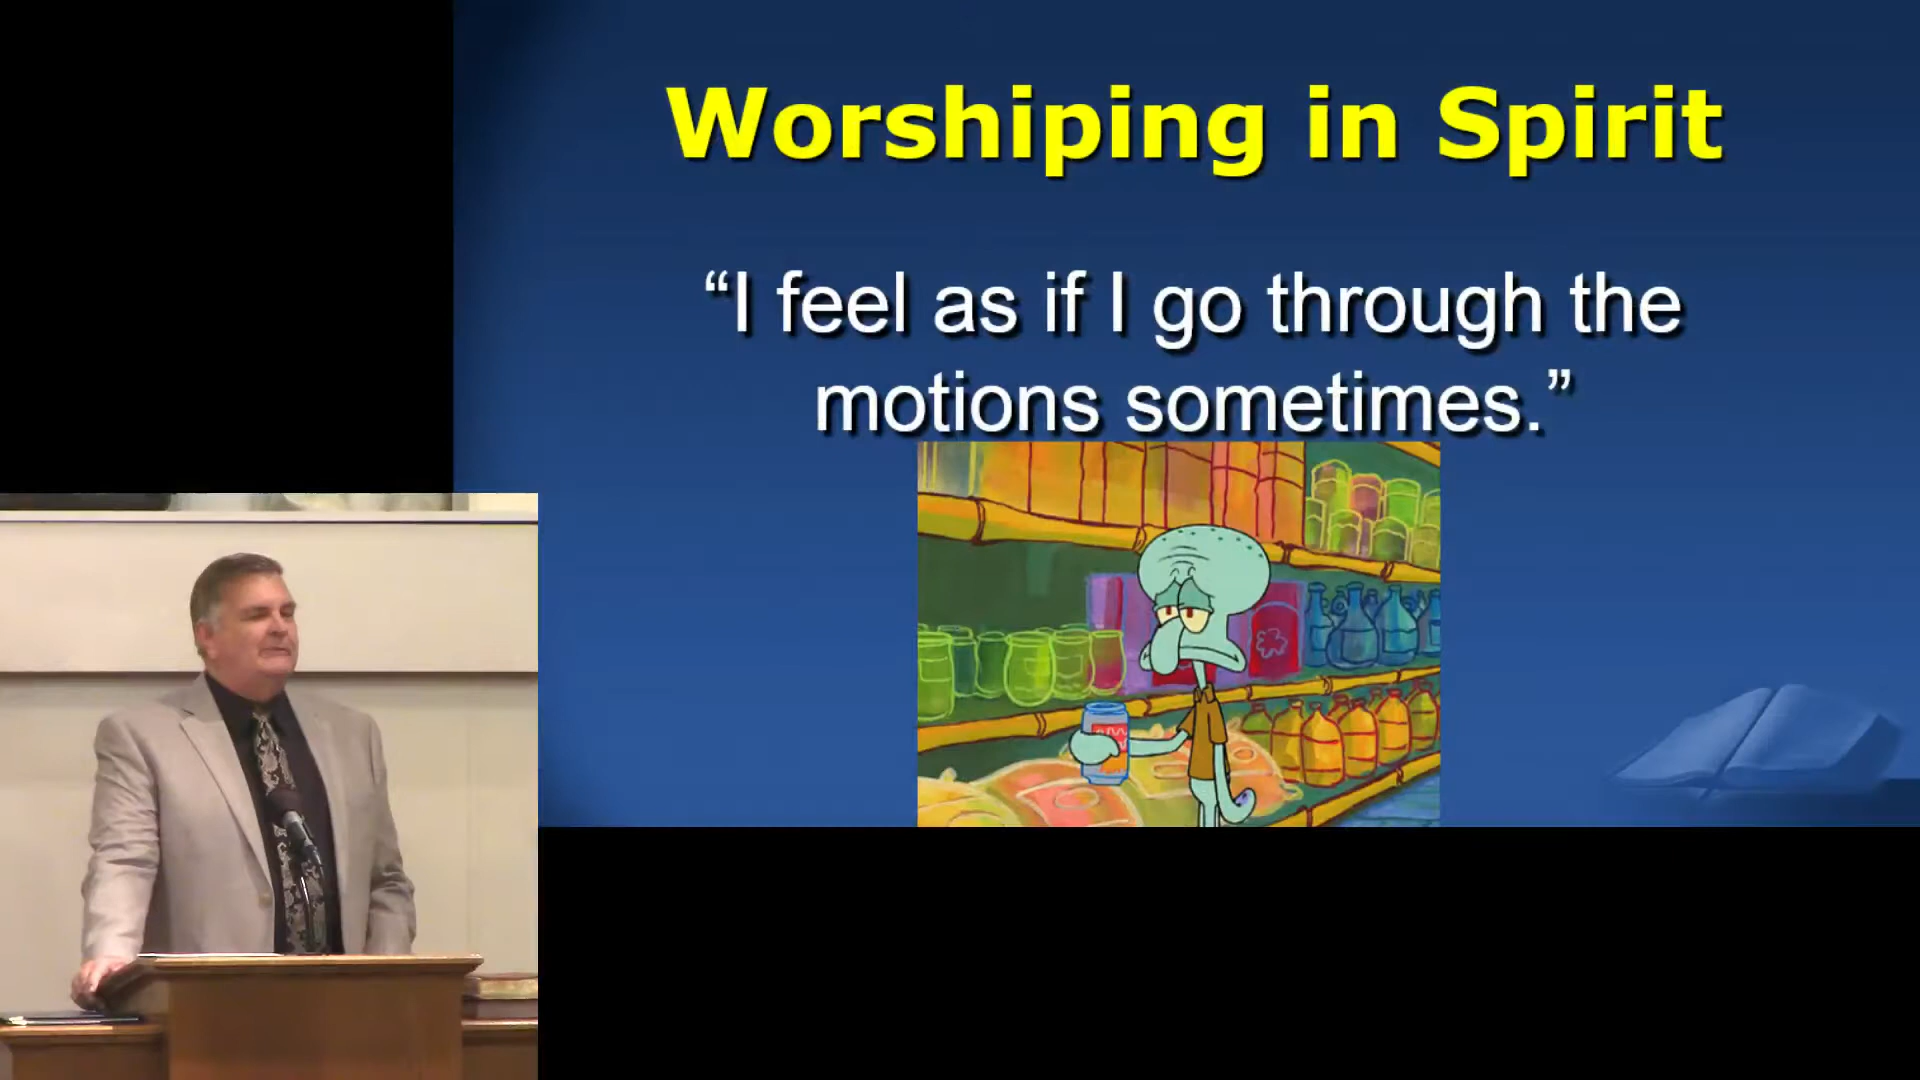 Worshiping in Spirit
“I feel as if I go through the
motions sometimes.”